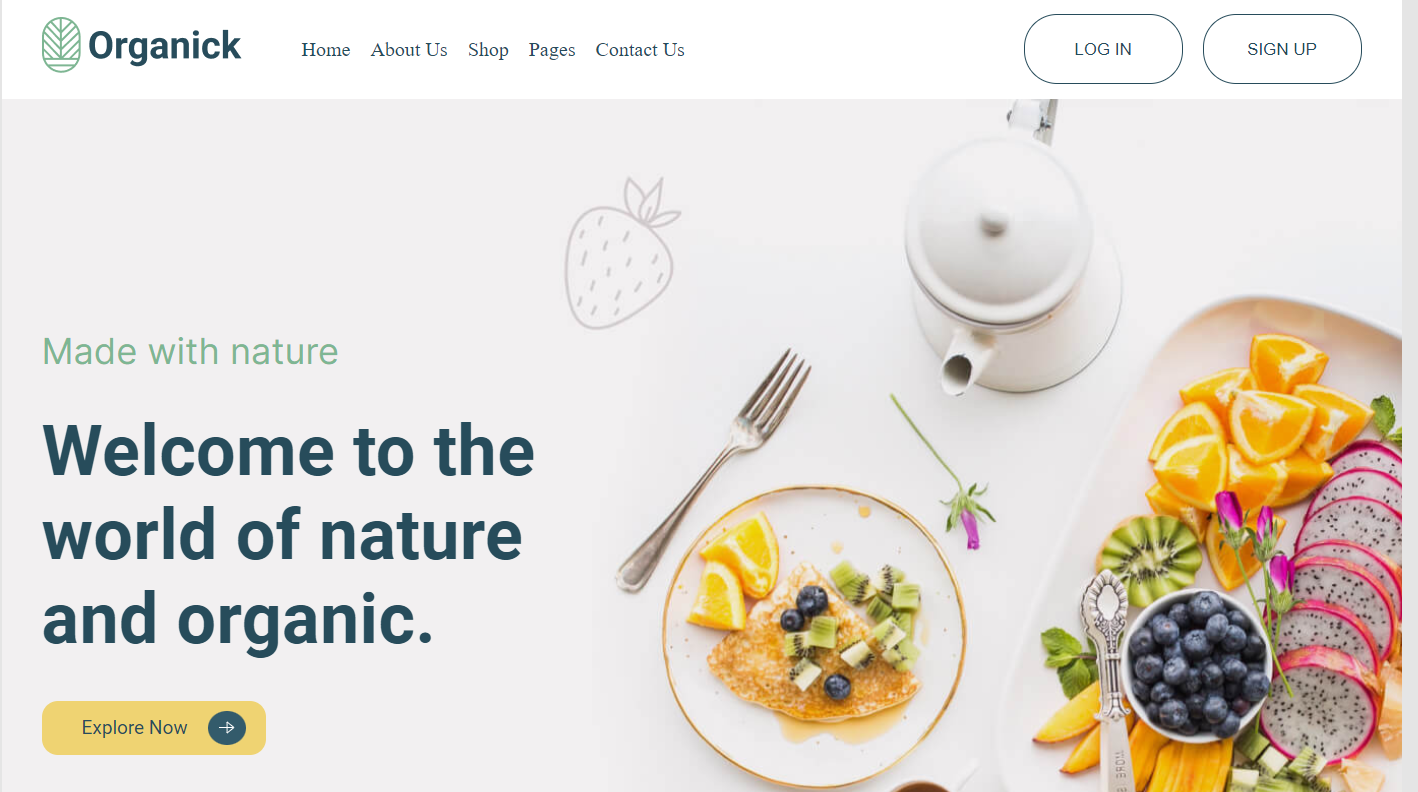 Organick
Home About Us Shop Pages Contact Us
LOG IN
SIGN UP
Made with nature
Welcome to the
world of nature
and organic.
Explore Now